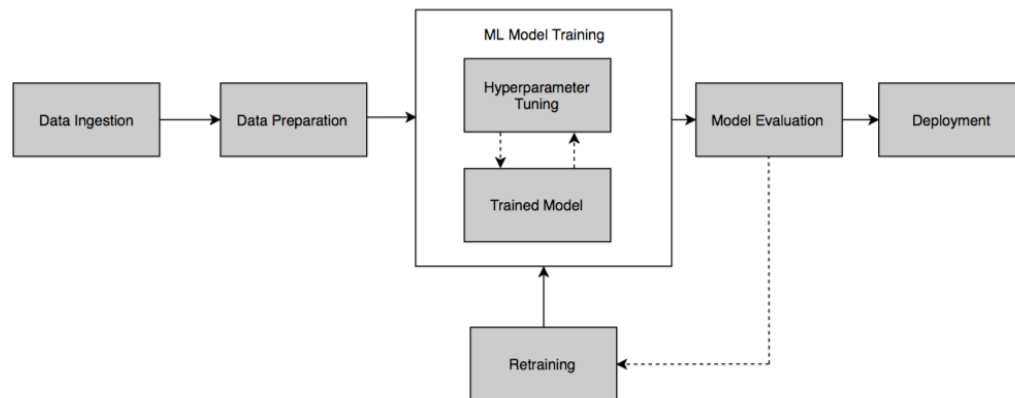 ML Model Training
Hyperparameter
Tuning
Data Ingestion
Data Preparation
Model Evaluation
Deployment
Trained Model
Retraining